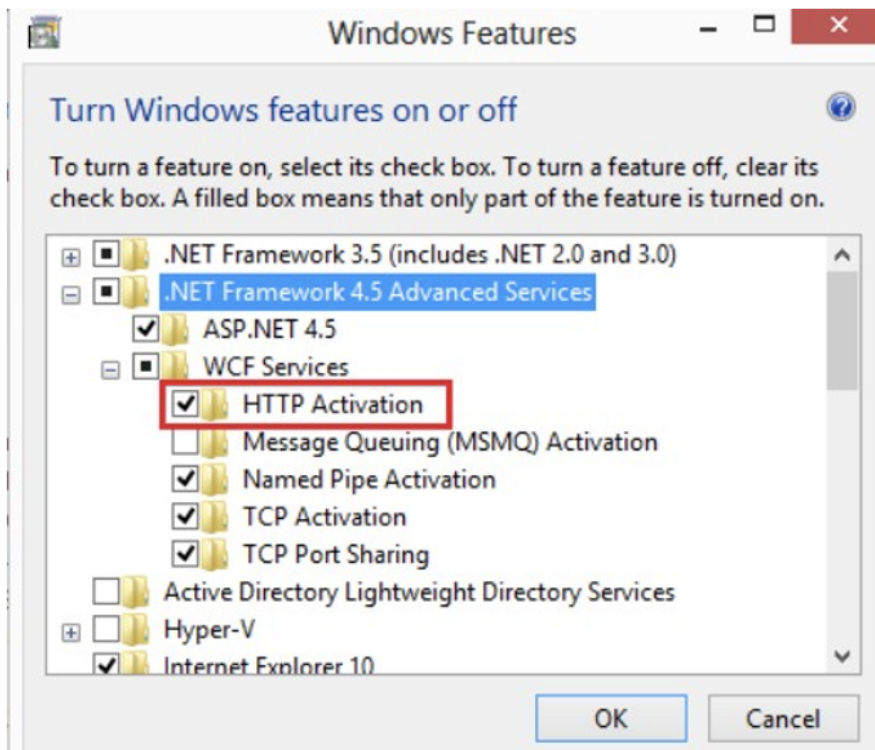 Windows Features
Turn Windows features on or off
To turn a feature on, select its check box. To turn a feature off, clear its
check box. A filled box means that only part of the feature is turned on.
.NET Framework 3.5 (includes .NET 2.0 and 3.0)
.NET Framework 4.5 Advanced Services
ASP.NET 4.5
WCF Services
HTTP Activation
Message Queuing (MSMQ) Activation
Named Pipe Activation
TCP Activation
TCP Port Sharing
Active Directory Lightweight Directory Services
Hyper-V
Internet Explorer 10
OK Cancel